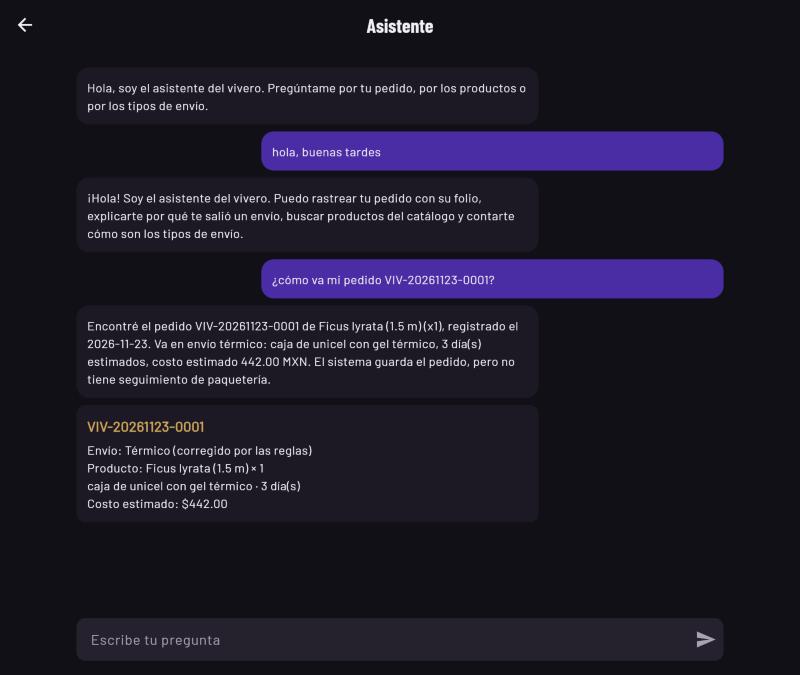 Asistente
Hola, soy el asistente del vivero. Pregúntame por tu pedido, por los productos o
por los tipos de envío.
hola, buenas tardes
¡Hola! Soy el asistente del vivero. Puedo rastrear tu pedido con su folio,
explicarte por qué te salió un envío, buscar productos del catálogo y contarte
cómo son los tipos de envío.
¿cómo va mi pedido VIV-20261123-0001?
Encontré el pedido VIV-20261123-0001 de Ficus lyrata (1.5 m) (x1), registrado el
2026-11-23. Va en envío térmico: caja de unicel con gel térmico, 3 día(s)
estimados, costo estimado 442.00 MXN. El sistema guarda el pedido, pero no
tiene seguimiento de paquetería.
VIV-20261123-0001
Envío: Térmico (corregido por las reglas)
Producto: Ficus lyrata (1.5 m) × 1
caja de unicel con gel térmico · 3 día(s)
Costo estimado: $442.00
Escribe tu pregunta